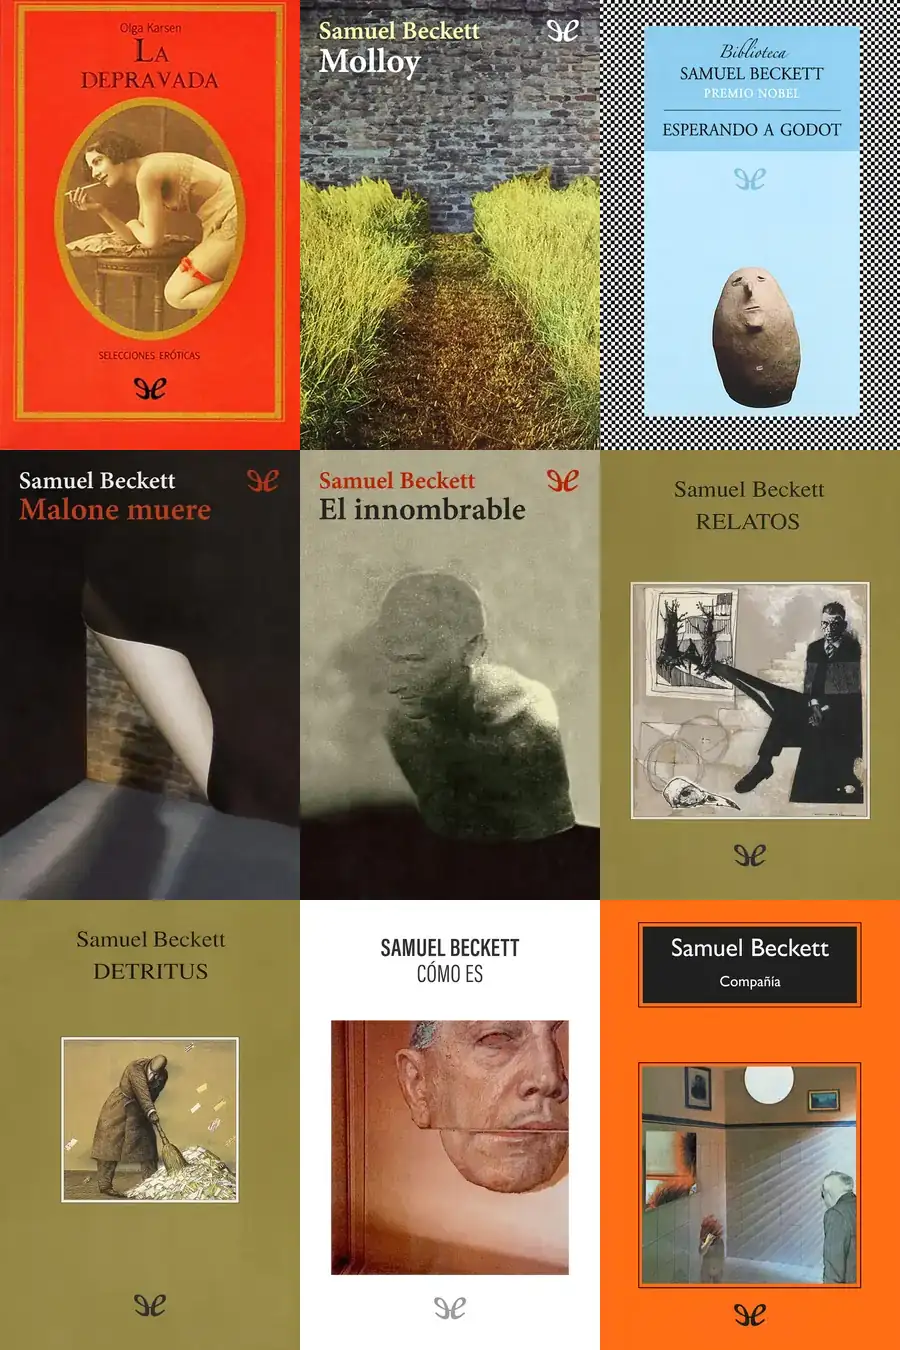 Olga Karsen
LA
DEPRAVADA
SELECCIONES ERÓTICAS
Samuel Beckett
Molloy
Biblioteca
SAMUEL BECKETT
PREMIO NOBEL
ESPERANDO A GODOT
Samuel Beckett
Malone muere
Samuel Beckett
El innombrable
Samuel Beckett
RELATOS
Samuel Beckett
DETRITUS
SAMUEL BECKETT
CÓMO ES
Samuel Beckett
Compañía